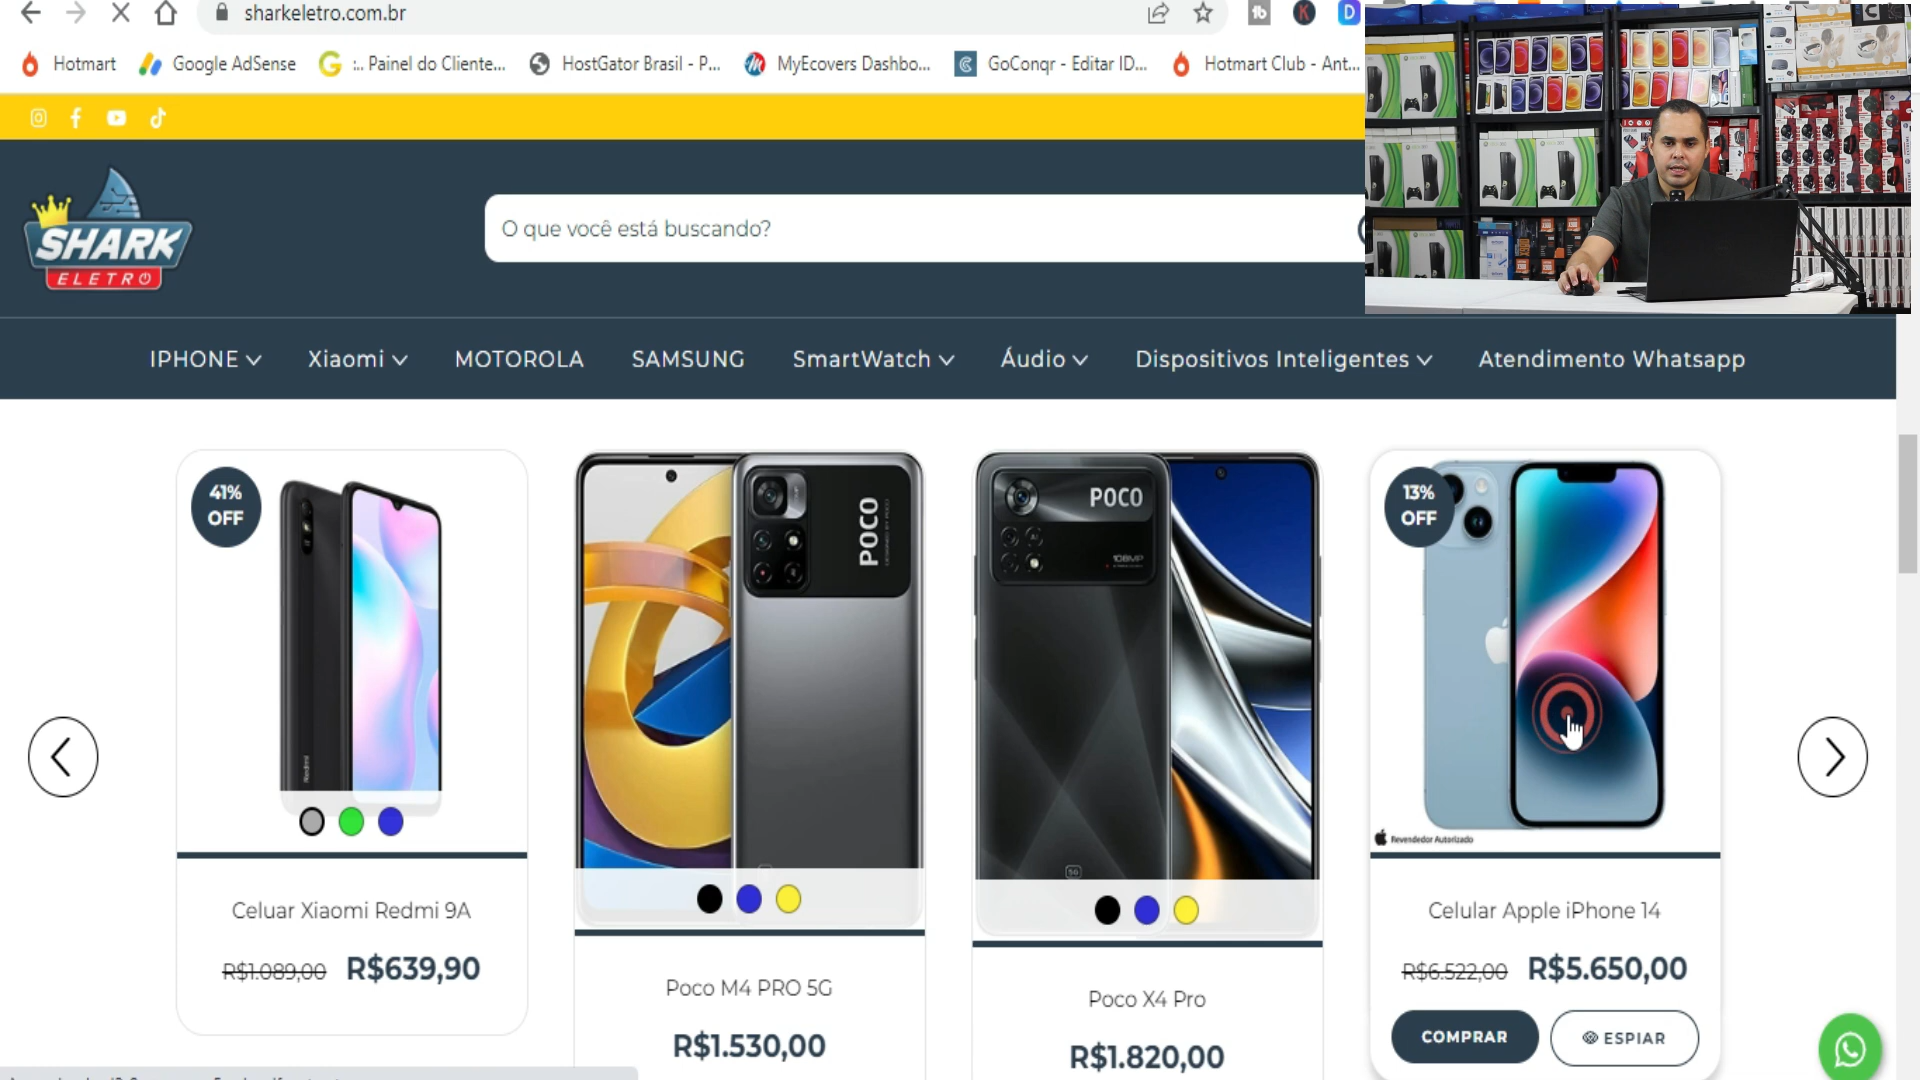 sharkeletro.com.br
Hotmart
Google AdSense
:.. Painel do Cliente...
HostGator Brasil - P...
MyEcovers Dashbo...
GoConqr - Editar ID...
Hotmart Club - Ant...
SHARK
ELETRO
O que você está buscando?
IPHONE
Xiaomi
MOTOROLA
SAMSUNG
SmartWatch
Áudio
Dispositivos Inteligentes
Atendimento Whatsapp
41%
OFF
POCO
POCO
108MP
13%
OFF
Revendedor Autorizado
Celuar Xiaomi Redmi 9A
R$1.089,00 R$639,90
Poco M4 PRO 5G
R$1.530,00
Poco X4 Pro
R$1.820,00
Celular Apple iPhone 14
R$6.522,00 R$5.650,00
COMPRAR
ESPIAR